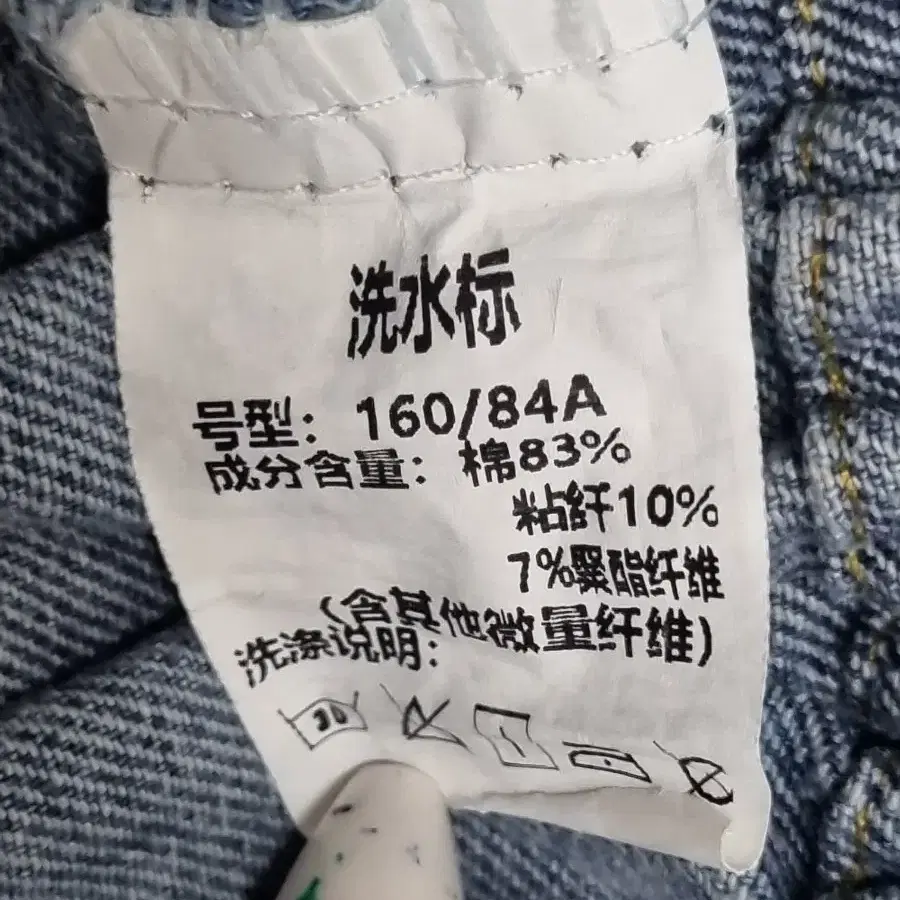 洗水标
号型：160/84A
成分含量：棉83%
粘纤10%
7%聚酯纤维
(含其他微量纤维)
洗涤说明：
30